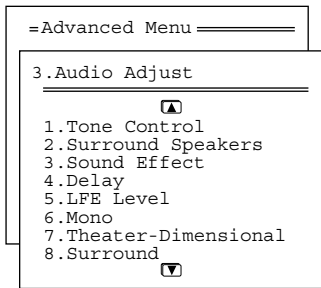 =Advanced Menu
3.Audio Adjust
1.Tone Control
2.Surround Speakers
3.Sound Effect
4.Delay
5.LFE Level
6.Mono
7.Theater-Dimensional
8.Surround